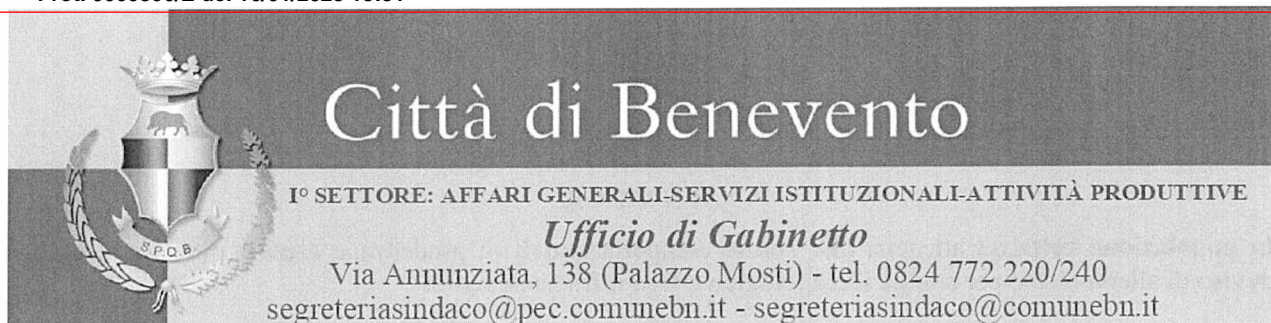 Città di Benevento
I° SETTORE: AFFARI GENERALI-SERVIZI ISTITUZIONALI-ATTIVITÀ PRODUTTIVE
Ufficio di Gabinetto
Via Annunziata, 138 (Palazzo Mosti) - tel. 0824 772 220/240
segreteriasindaco@pec.comunebn.it - segreteriasindaco@comunebn.it
S.P.Q.B.